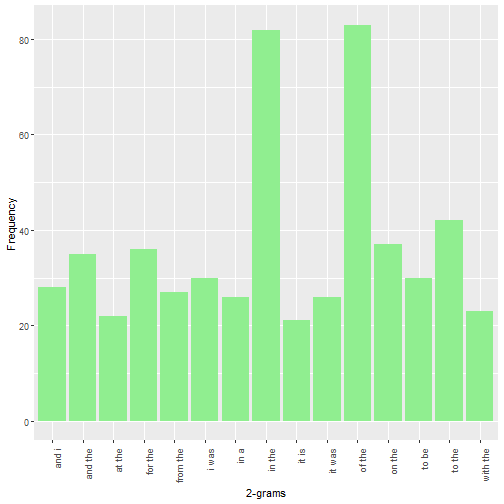 80
60
40
20
0
Frequency
and i
and the
at the
for the
from the
i was
in a
in the
it is
it was
of the
on the
to be
to the
with the
2-grams